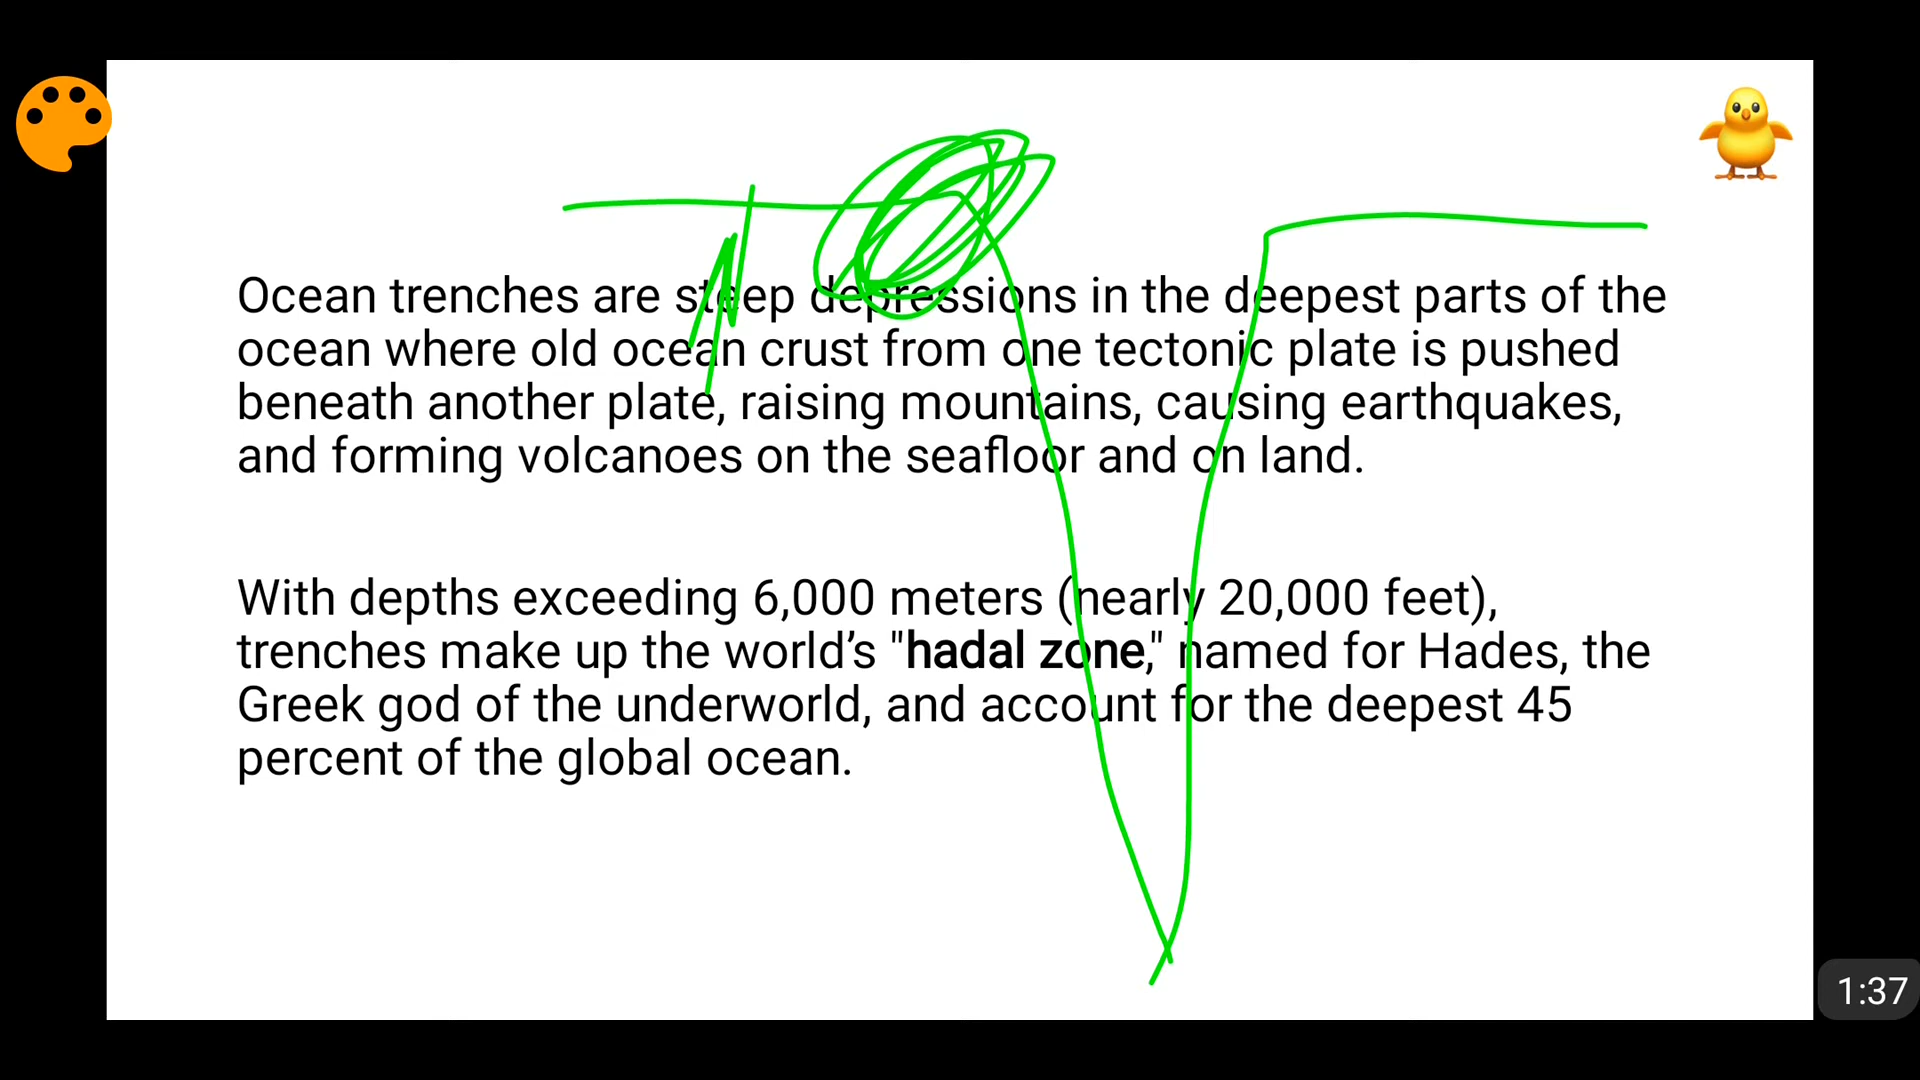 Ocean trenches are steep depressions in the deepest parts of the
ocean where old ocean crust from one tectonic plate is pushed
beneath another plate, raising mountains, causing earthquakes,
and forming volcanoes on the seafloor and on land.
With depths exceeding 6,000 meters (nearly 20,000 feet),
trenches make up the world’s "hadal zone," named for Hades, the
Greek god of the underworld, and account for the deepest 45
percent of the global ocean.
1:37